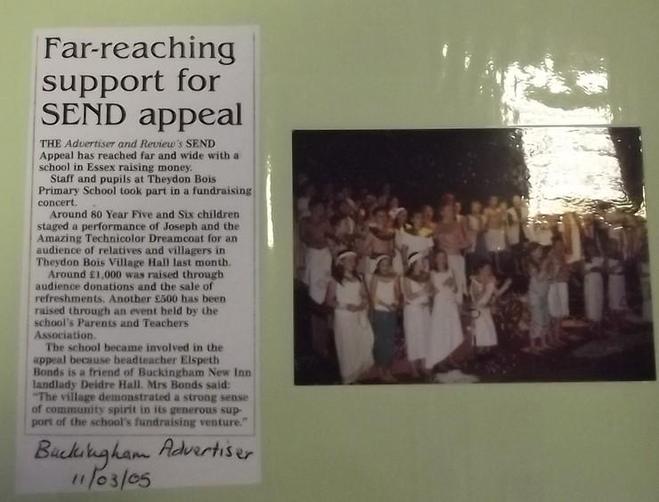 Far-reaching
support for
SEND appeal
THE Advertiser and Review's SEND
Appeal has reached far and wide with a
school in Essex raising money.
Staff and pupils at Theydon Bois
Primary School took part in a fundraising
concert.
Around 80 Year Five and Six children
staged a performance of Joseph and the
Amazing Technicolor Dreamcoat for an
audience of relatives and villagers in
Theydon Bois Village Hall last month.
Around £1,000 was raised through
audience donations and the sale of
refreshments. Another £500 has been
raised through an event held by the
school's Parents and Teachers
Association.
The school became involved in the
appeal because headteacher Elspeth
Bonds is a friend of Buckingham New Inn
landlady Deidre Hall. Mrs Bonds said:
"The village demonstrated a strong sense
of community spirit in its generous sup-
port of the school's fundraising venture."
Buckingham Advertiser
11/03/05